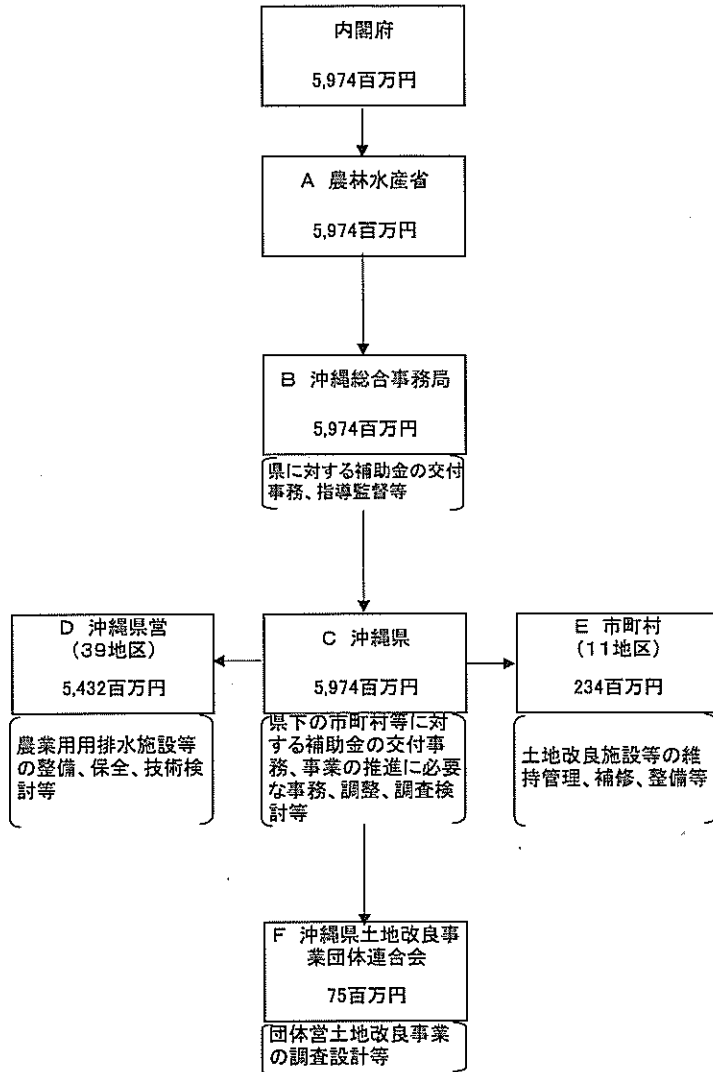 内閣府
5,974百万円
A 農林水産省
5,974百万円
B 沖縄総合事務局
5,974百万円
県に対する補助金の交付
事務、指導監督等
D 沖縄県営
(39地区)
5,432百万円
農業用用排水施設等
の整備、保全、技術検
討等
C 沖縄県
5,974百万円
県下の市町村等に対
する補助金の交付事
務、事業の推進に必要
な事務、調整、調査検
討等
E 市町村
(11地区)
234百万円
土地改良施設等の維
持管理、補修、整備等
F 沖縄県土地改良事
業団体連合会
75百万円
団体営土地改良事業
の調査設計等